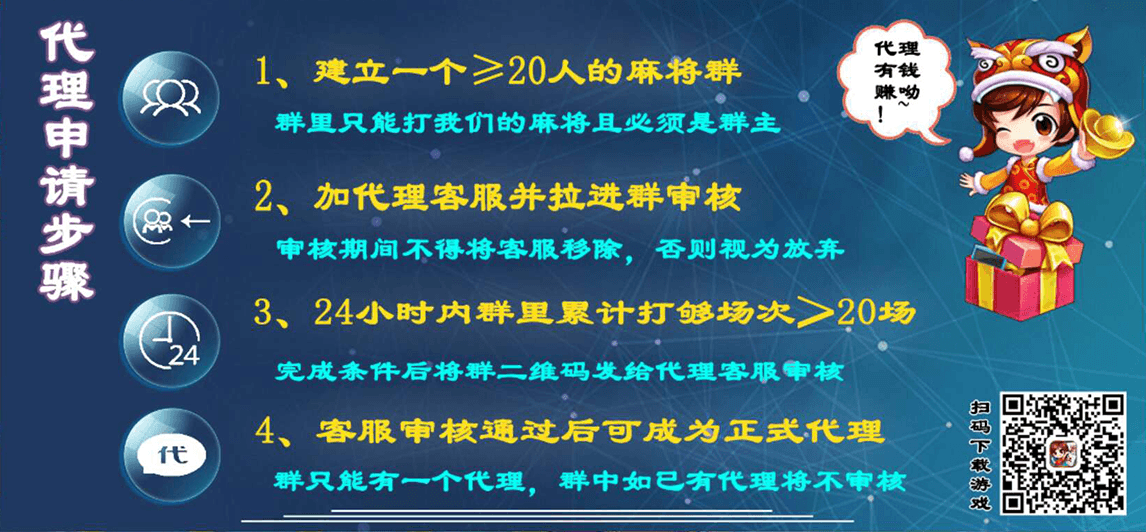 代理申请步骤
1、建立一个≥20人的麻将群
群里只能打我们的麻将且必须是群主
2、加代理客服并拉进群审核
审核期间不得将客服移除，否则视为放弃
3、24小时内群里累计打够场次≥20场
24
完成条件后将群二维码发给代理客服审核
4、客服审核通过后可成为正式代理
代
群只能有一个代理，群中如已有代理将不审核
代理
有钱
赚呦
~
！
扫码下载游戏